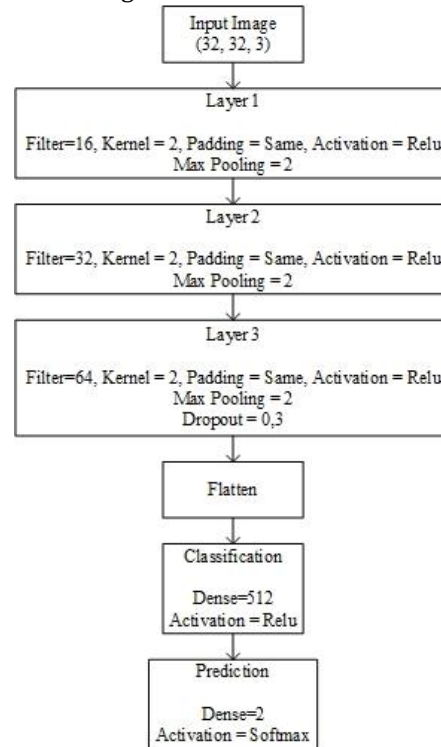 Input Image
(32, 32, 3)
Layer 1
Filter=16, Kernel = 2, Padding = Same, Activation = Relu
Max Pooling = 2
Layer 2
Filter=32, Kernel = 2, Padding = Same, Activation = Relu
Max Pooling = 2
Layer 3
Filter=64, Kernel = 2, Padding = Same, Activation = Relu
Max Pooling = 2
Dropout = 0,3
Flatten
Classification
Dense=512
Activation = Relu
Prediction
Dense=2
Activation = Softmax